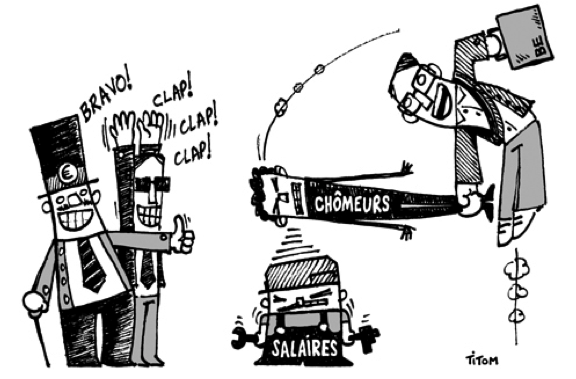 BRAVO!
CLAP!
CLAP!
CLAP!
€
BE
CHÔMEURS
SALAIRES
TITOM